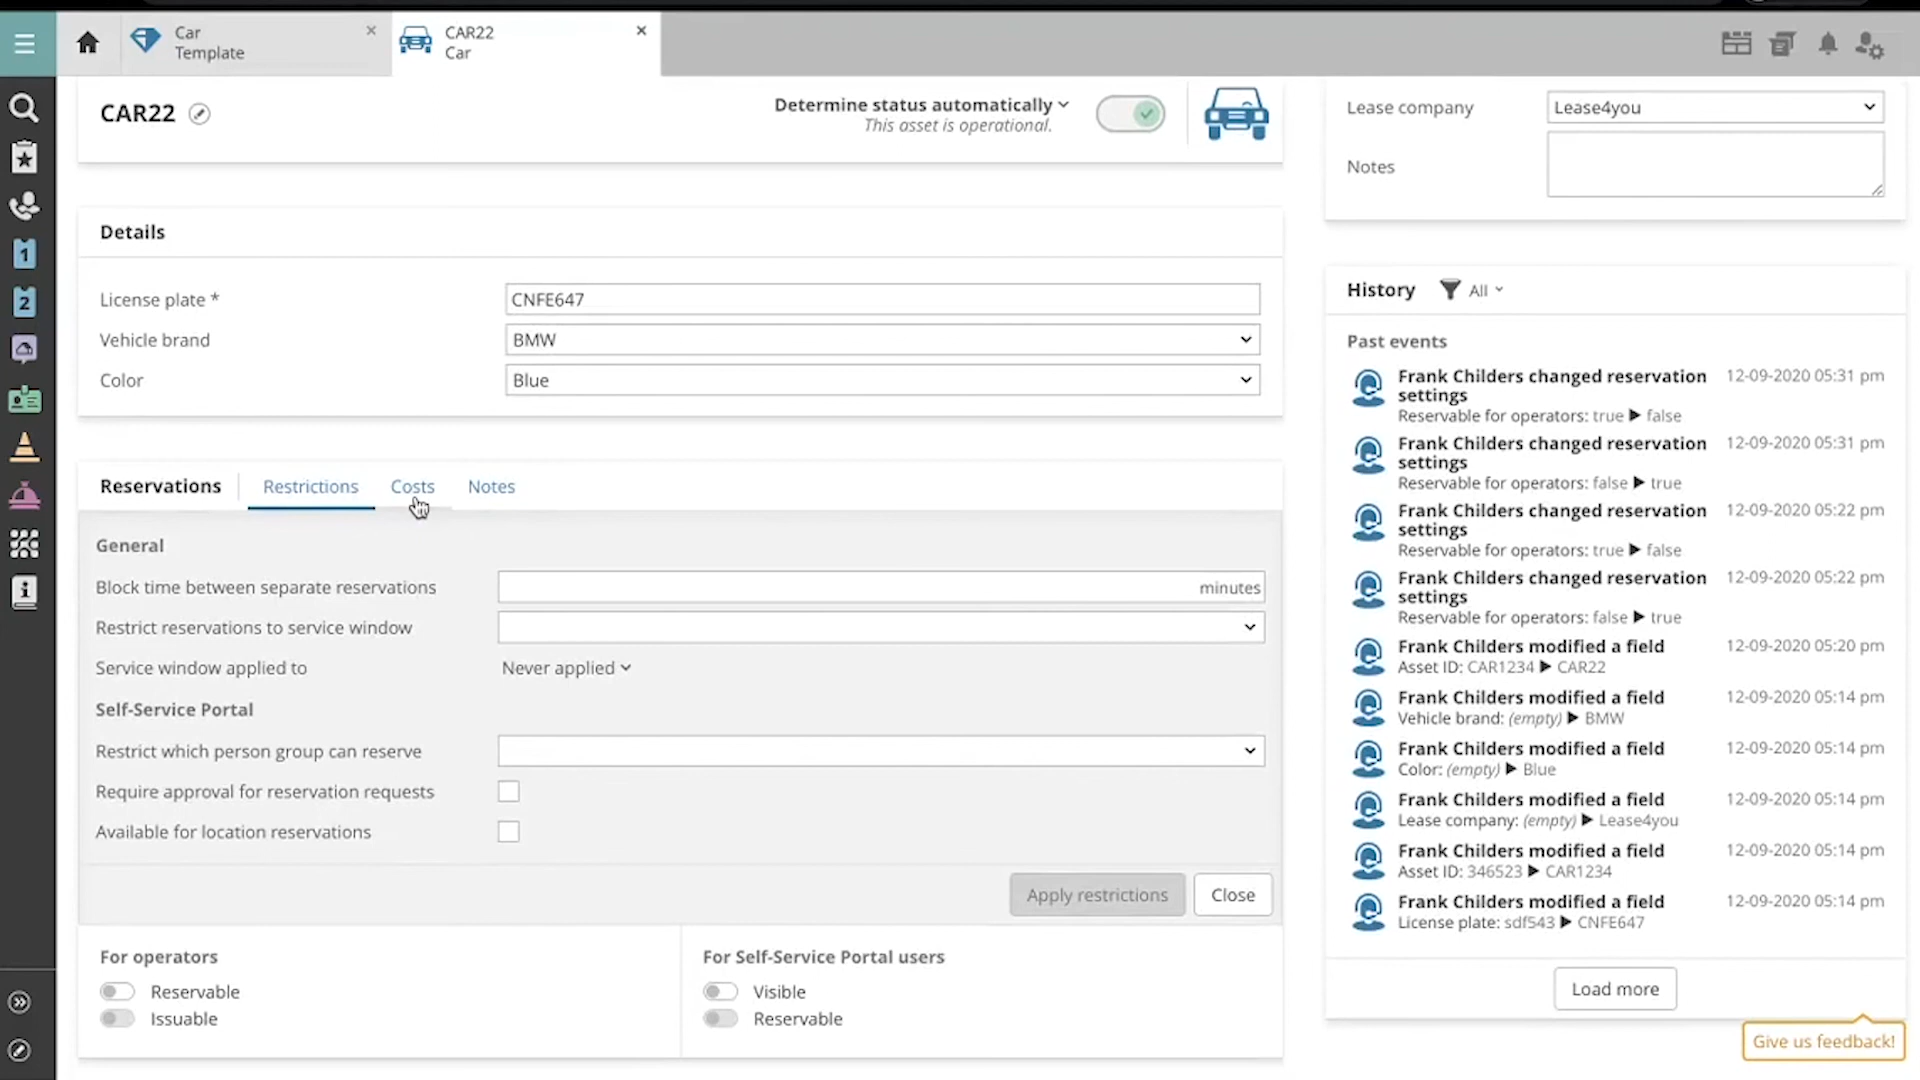 Car
Template
CAR22
Car
CAR22
Determine status automatically
This asset is operational.
Details
License plate *
CNFE647
Vehicle brand
BMW
Color
Blue
Reservations
Restrictions
Costs
Notes
General
Block time between separate reservations
minutes
Restrict reservations to service window
Service window applied to
Never applied
Self-Service Portal
Restrict which person group can reserve
Require approval for reservation requests
Available for location reservations
Apply restrictions
Close
For operators
Reservable
Issuable
For Self-Service Portal users
Visible
Reservable
Lease company
Lease4you
Notes
History
All
Past events
Frank Childers changed reservation
settings
12-09-2020 05:31 pm
Reservable for operators: true ▶ false
Frank Childers changed reservation
settings
12-09-2020 05:31 pm
Reservable for operators: false ▶ true
Frank Childers changed reservation
settings
12-09-2020 05:22 pm
Reservable for operators: true ▶ false
Frank Childers changed reservation
settings
12-09-2020 05:22 pm
Reservable for operators: false ▶ true
Frank Childers modified a field
12-09-2020 05:20 pm
Asset ID: CAR1234 ▶ CAR22
Frank Childers modified a field
12-09-2020 05:14 pm
Vehicle brand: (empty) ▶ BMW
Frank Childers modified a field
12-09-2020 05:14 pm
Color: (empty) ▶ Blue
Frank Childers modified a field
12-09-2020 05:14 pm
Lease company: (empty) ▶ Lease4you
Frank Childers modified a field
12-09-2020 05:14 pm
Asset ID: 346523 ▶ CAR1234
Frank Childers modified a field
12-09-2020 05:14 pm
License plate: sdf543 ▶ CNFE647
Load more
Give us feedback!
1
2